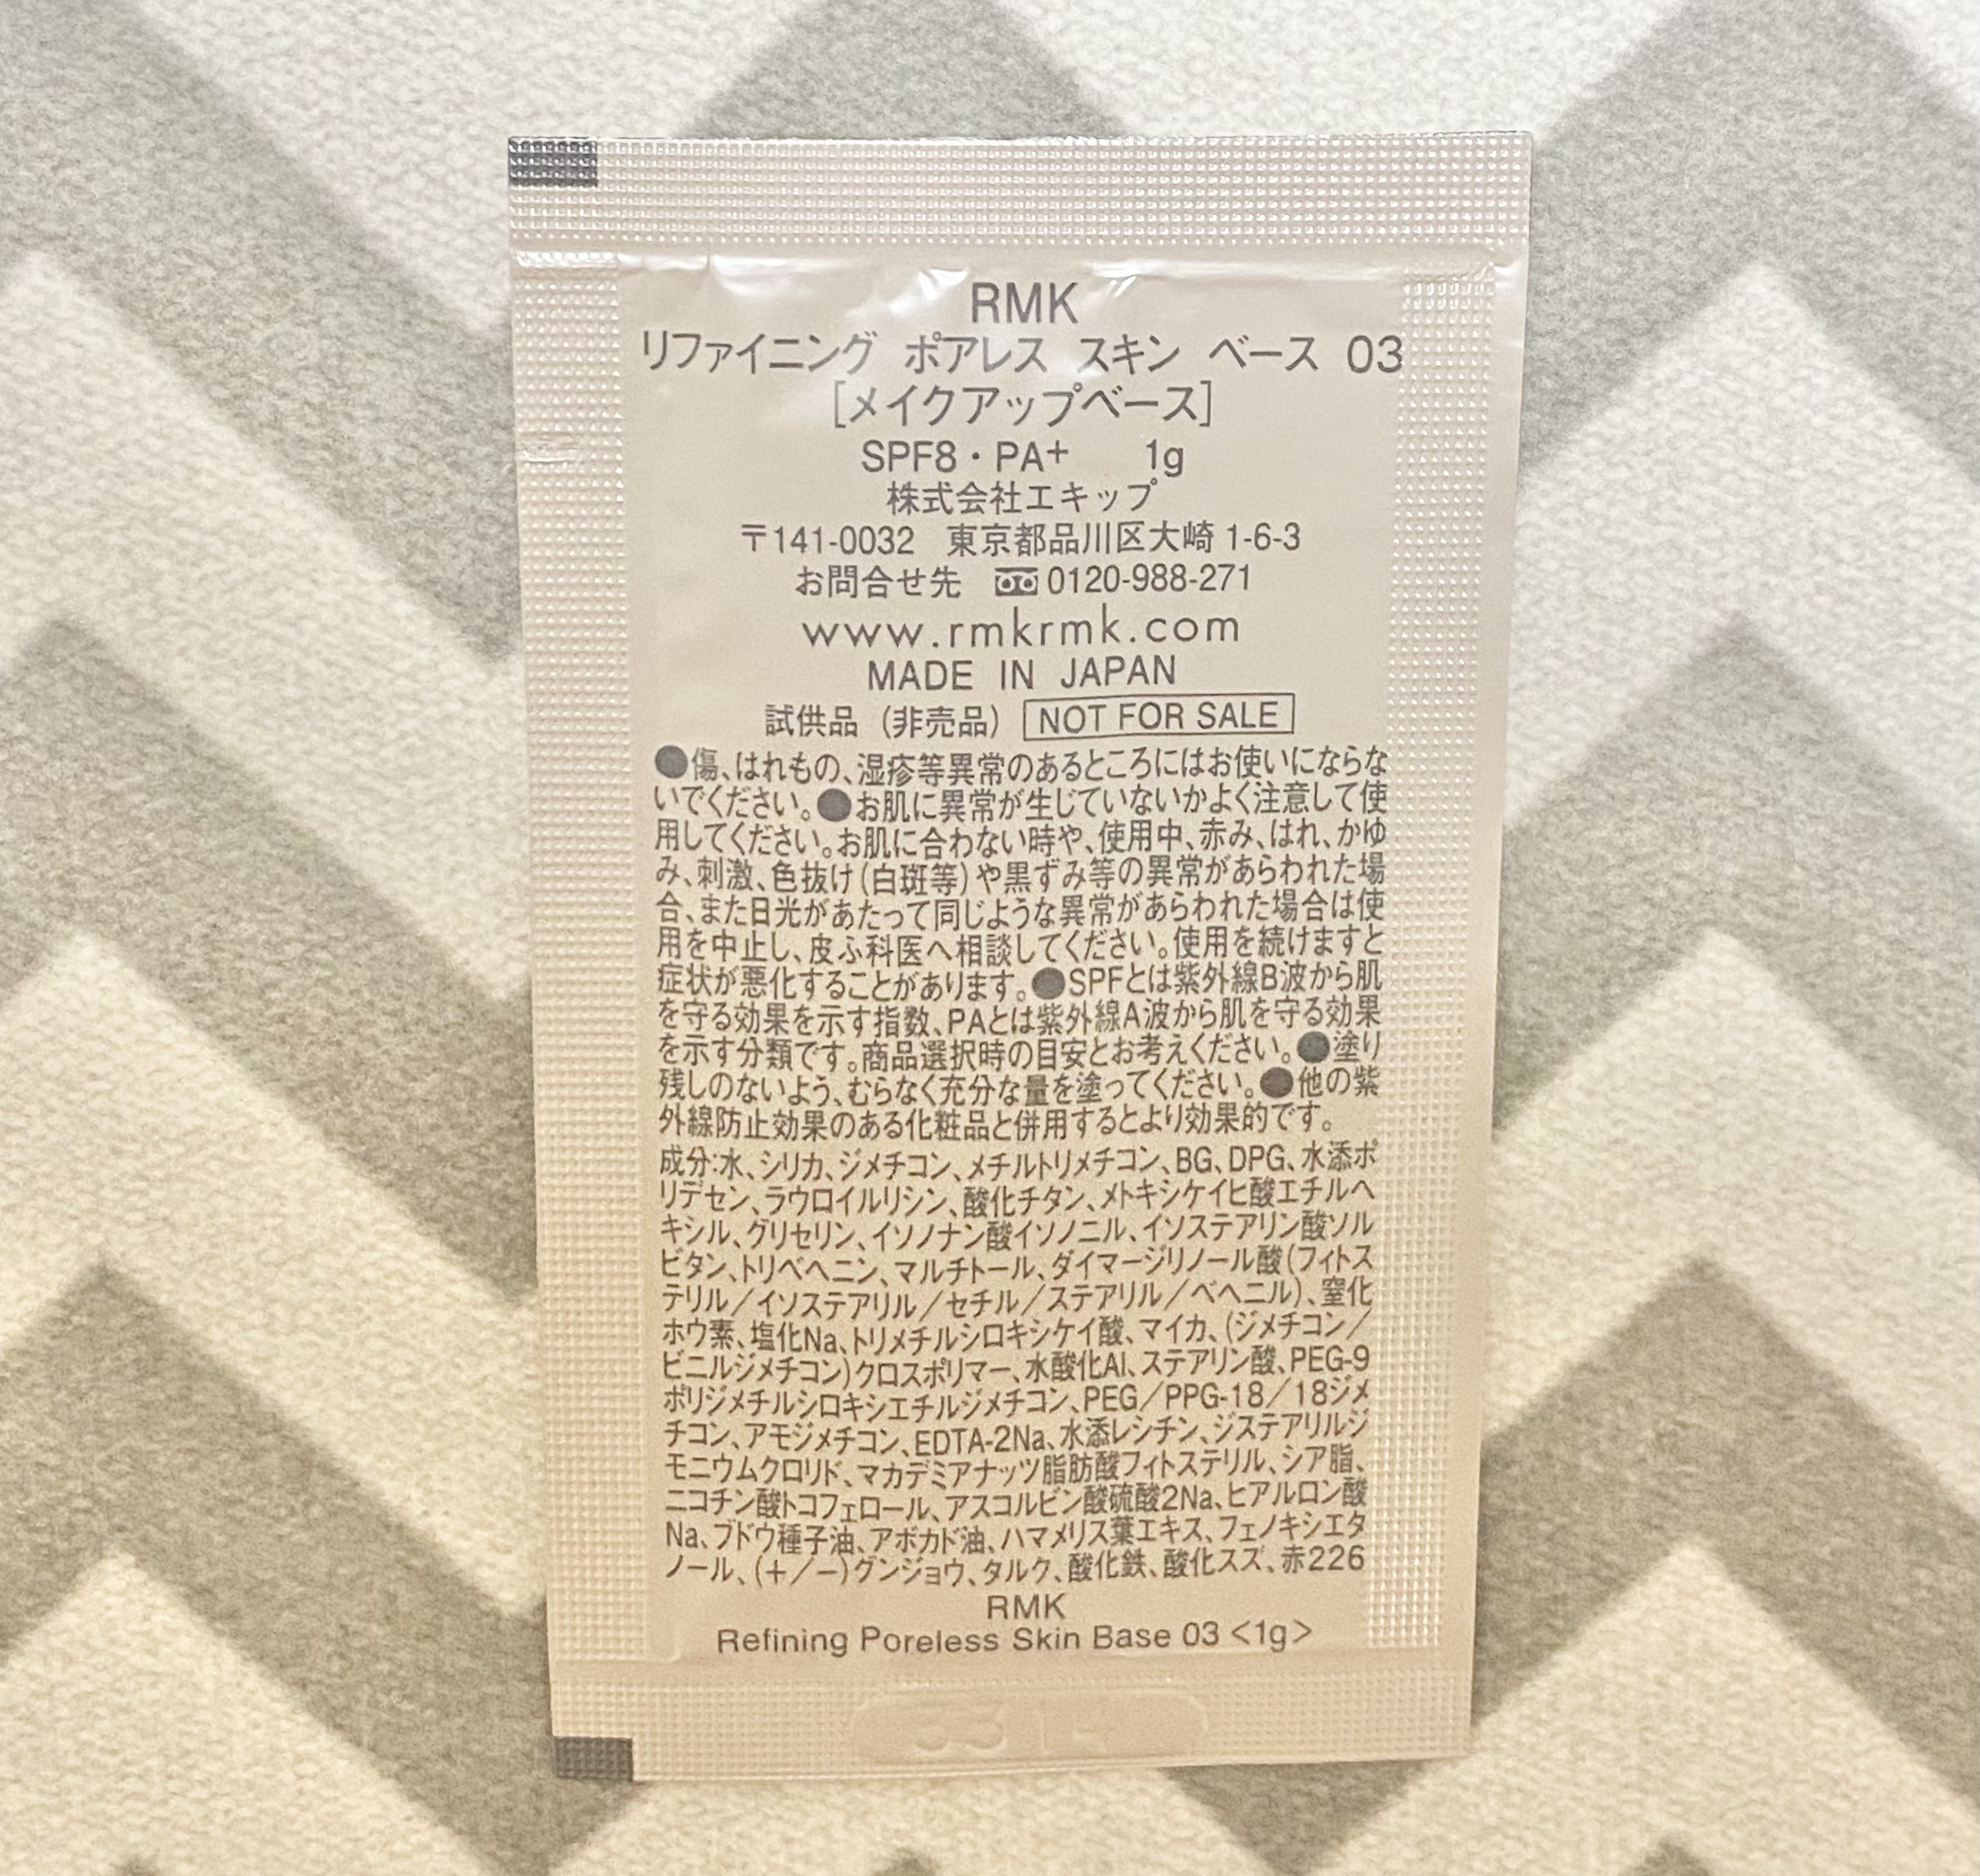 RMK
リファイニング ポアレス スキン ベース 03
[メイクアップベース]
SPF8・PA+ 1g
株式会社エキップ
〒141-0032 東京都品川区大崎1-6-3
お問合せ先 0120-988-271
www.rmkrmk.com
MADE IN JAPAN
試供品(非売品) NOT FOR SALE
●傷、はれもの、湿疹等異常のあるところにはお使いにならな
いでください。●お肌に異常が生じていないかよく注意して使
用してください。お肌に合わない時や、使用中、赤み、はれ、かゆ
み、刺激、色抜け(白斑等)や黒ずみ等の異常があらわれた場
合、また日光があたって同じような異常があらわれた場合は使
用を中止し、皮ふ科医へ相談してください。使用を続けますと
症状が悪化することがあります。●SPFとは紫外線B波から肌
を守る効果を示す指数、PAとは紫外線A波から肌を守る効果
を示す分類です。商品選択時の目安とお考えください。●塗り
残しのないよう、むらなく充分な量を塗ってください。●他の紫
外線防止効果のある化粧品と併用するとより効果的です。
成分:水、シリカ、ジメチコン、メチルトリメチコン、BG、DPG、水添ポ
リデセン、ラウロイルリシン、酸化チタン、メトキシケイヒ酸エチルヘ
キシル、グリセリン、イソノナン酸イソノニル、イソステアリン酸ソル
ビタン、トリベヘニン、マルチトール、ダイマージリノール酸(フィトス
テリル/イソステアリル/セチル/ステアリル/ベヘニル)、窒化
ホウ素、塩化Na、トリメチルシロキシケイ酸、マイカ、(ジメチコン/
ビニルジメチコン)クロスポリマー、水酸化Al、ステアリン酸、PEG-9
ポリジメチルシロキシエチルジメチコン、PEG/PPG-18/18ジメ
チコン、アモジメチコン、EDTA-2Na、水添レシチン、ジステアリルジ
モニウムクロリド、マカデミアナッツ脂肪酸フィトステリル、シア脂、
ニコチン酸トコフェロール、アスコルビン酸硫酸2Na、ヒアルロン酸
Na、ブドウ種子油、アボカド油、ハマメリス葉エキス、フェノキシエタ
ノール、(+/−)グンジョウ、タルク、酸化鉄、酸化スズ、赤226
RMK
Refining Poreless Skin Base 03 <1g>